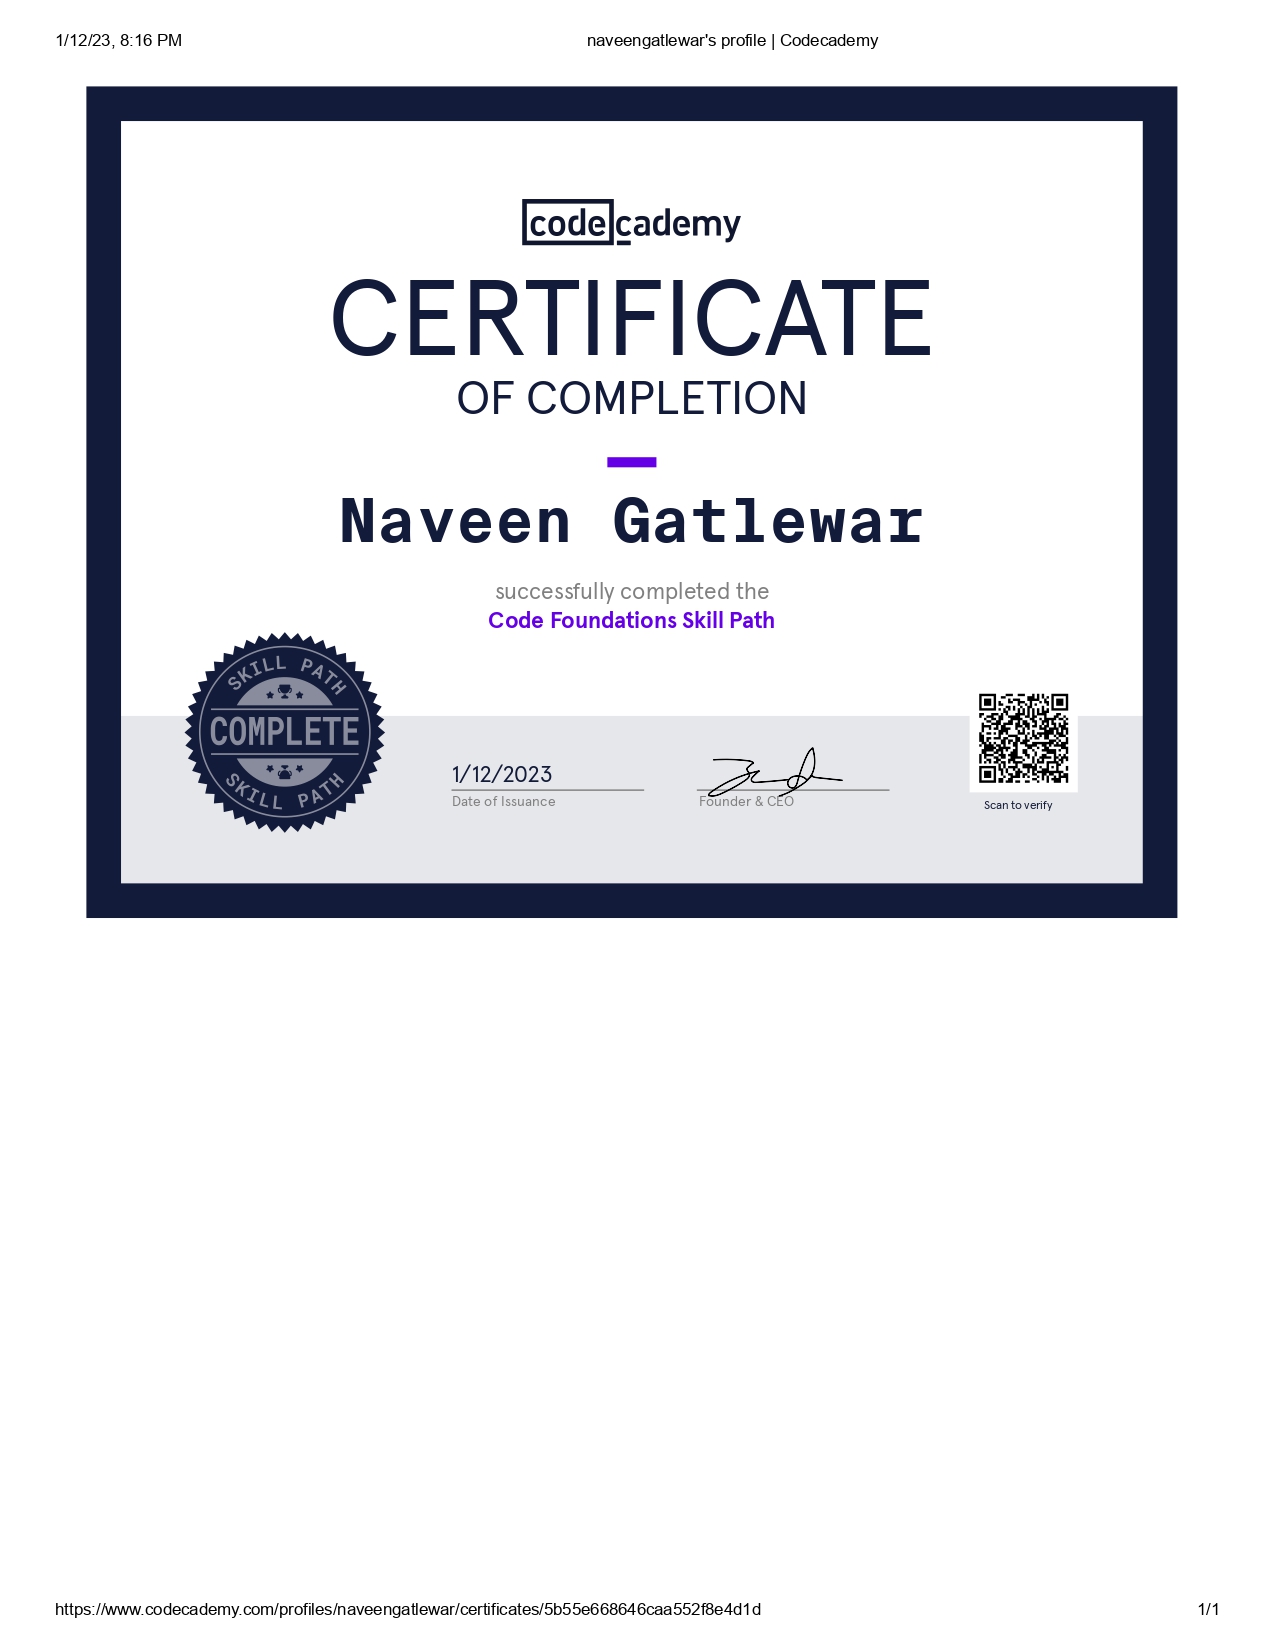 1/12/23, 8:16 PM
naveengatlewar's profile | Codecademy
codecademy
CERTIFICATE
OF COMPLETION
Naveen Gatlewar
successfully completed the
Code Foundations Skill Path
SKILL PATH
COMPLETE
SKILL PATH
1/12/2023
Date of Issuance
Founder & CEO
Scan to verify
https://www.codecademy.com/profiles/naveengatlewar/certificates/5b55e668646caa552f8e4d1d
1/1